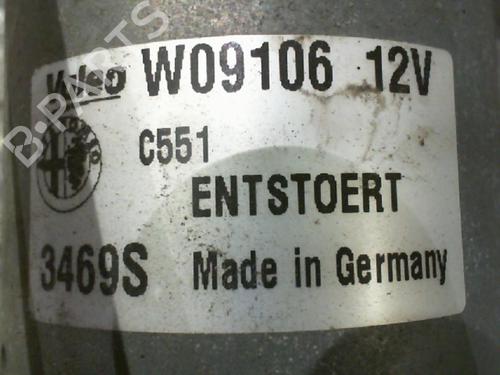 Valeo W09106 12V
C551
ENTSTOERT
3469S Made in Germany
B-PARTS